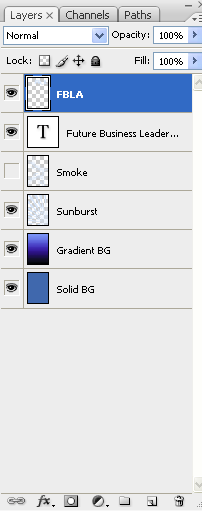 Layers × Channels Paths
Normal Opacity: 100%
Lock: Fill: 100%
FBLA
T Future Business Leader...
Smoke
Sunburst
Gradient BG
Solid BG
fx.